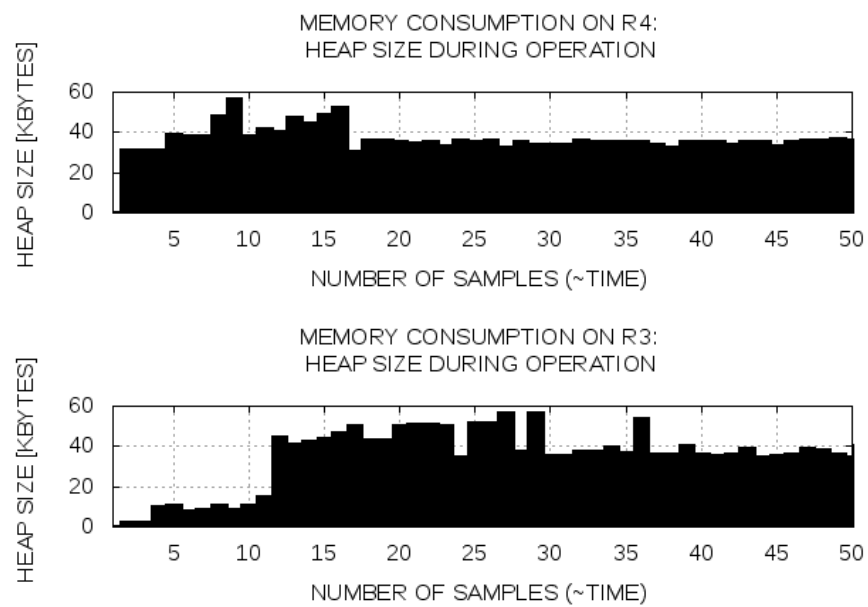 MEMORY CONSUMPTION ON R4:
HEAP SIZE DURING OPERATION
HEAP SIZE [KBYTES]
60
40
20
0
5 10 15 20 25 30 35 40 45 50
NUMBER OF SAMPLES (~TIME)
MEMORY CONSUMPTION ON R3:
HEAP SIZE DURING OPERATION
HEAP SIZE [KBYTES]
60
40
20
0
5 10 15 20 25 30 35 40 45 50
NUMBER OF SAMPLES (~TIME)